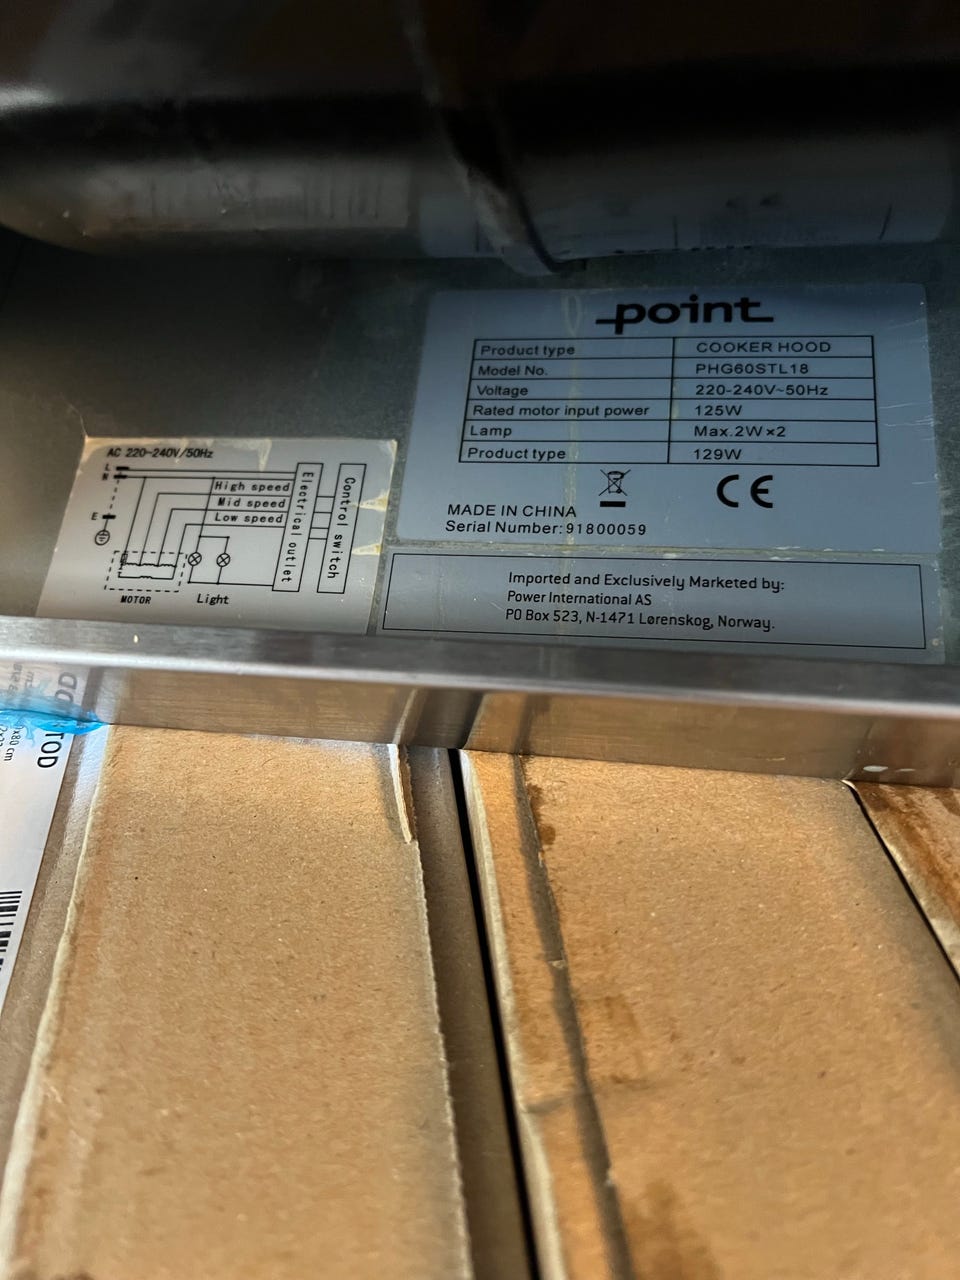 point
Product type COOKER HOOD
Model No. PHG60STL18
Voltage 220-240V~50Hz
Rated motor input power 125W
Lamp Max.2W×2
Product type 129W
CE
MADE IN CHINA
Serial Number: 91800059
Imported and Exclusively Marketed by:
Power International AS
PO Box 523, N-1471 Lørenskog, Norway.
AC 220-240V/50Hz
L
N
High speed
Mid speed
Low speed
E
Electrical outlet
Control switch
MOTOR
Light
TOD
x80 cm